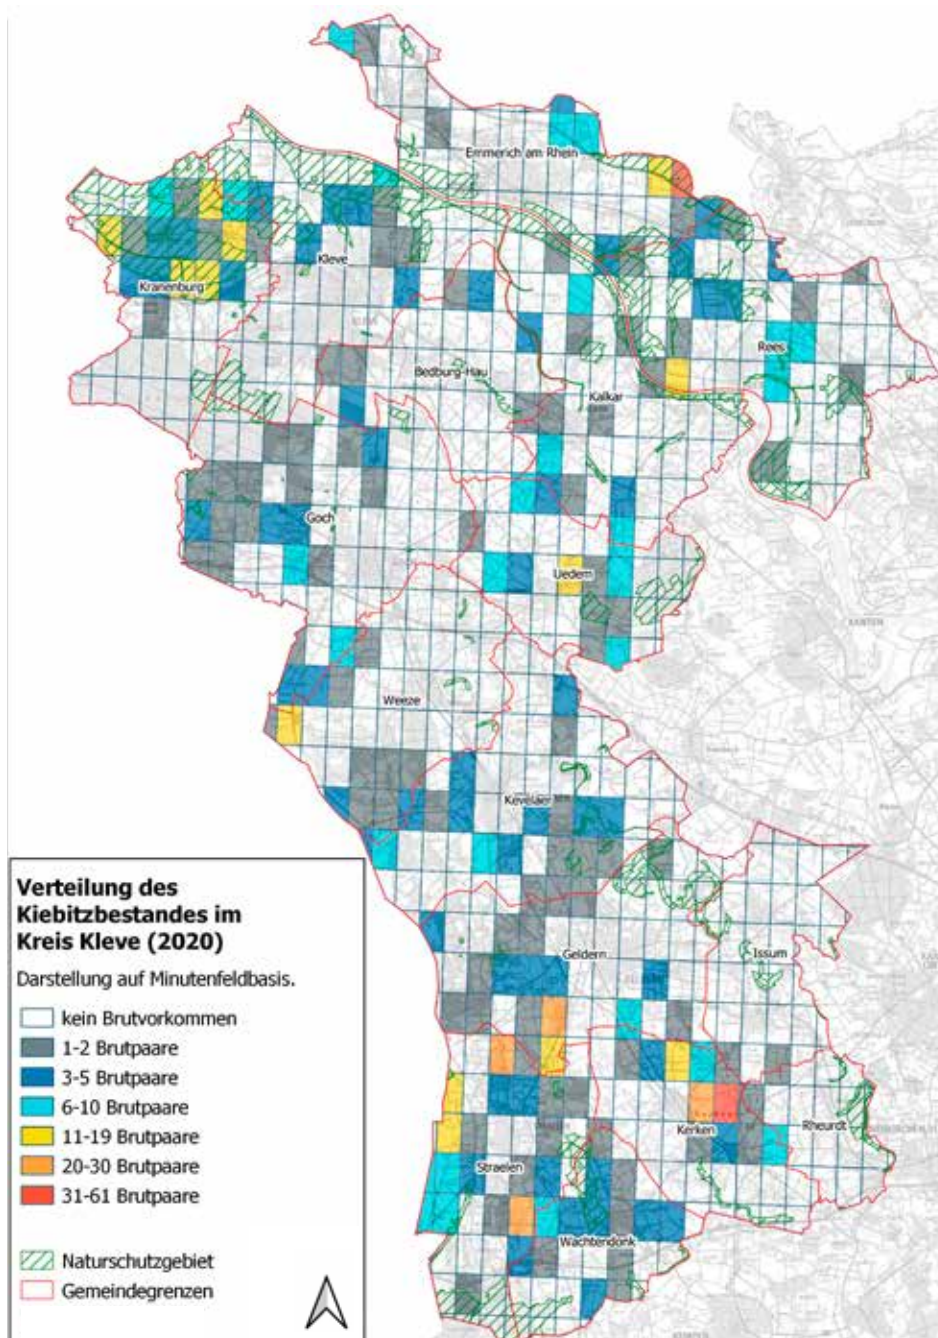 Emmerich am Rhein
Kleve
Kranenburg
Rees
Bedburg-Hau
Kalkar
Goch
Uedem
XANTEN
Weeze
Kevelaer
Verteilung des
Kiebitzbestandes im
Kreis Kleve (2020)
Darstellung auf Minutenfeldbasis.
kein Brutvorkommen
1-2 Brutpaare
3-5 Brutpaare
6-10 Brutpaare
11-19 Brutpaare
20-30 Brutpaare
31-61 Brutpaare
Naturschutzgebiet
Gemeindegrenzen
Geldern
Issum
Kerken
Rheurdt
Straelen
Wachtendonk